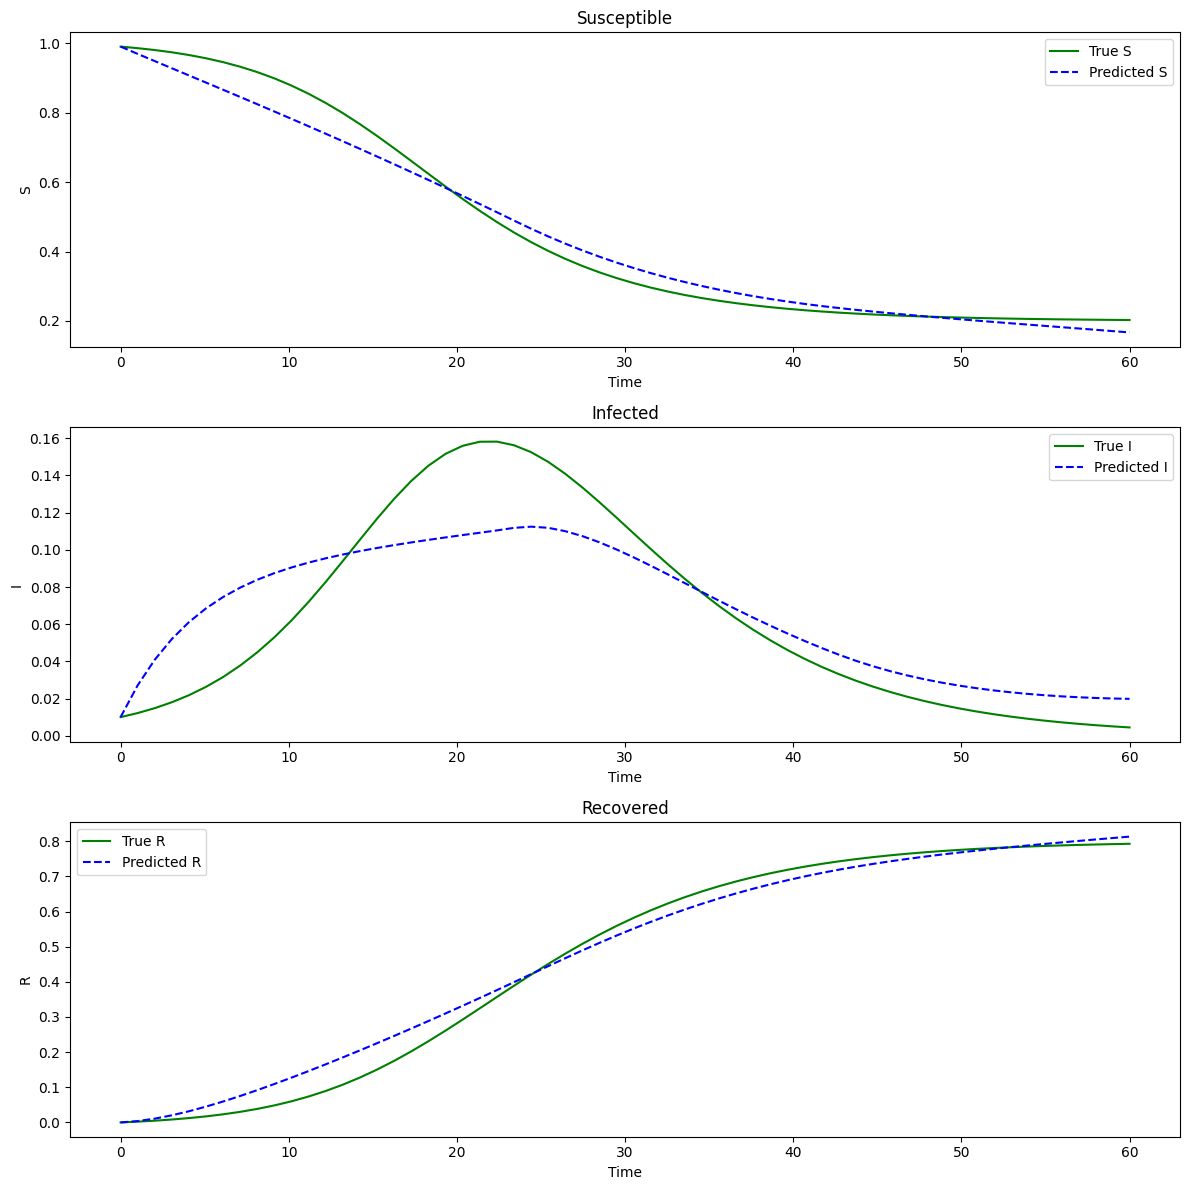 Susceptible
True S
Predicted S
1.0
0.8
0.6
0.4
0.2
S
0 10 20 30 40 50 60
Time
Infected
True I
Predicted I
0.16
0.14
0.12
0.10
0.08
0.06
0.04
0.02
0.00
I
0 10 20 30 40 50 60
Time
Recovered
True R
Predicted R
0.8
0.7
0.6
0.5
0.4
0.3
0.2
0.1
0.0
R
0 10 20 30 40 50 60
Time